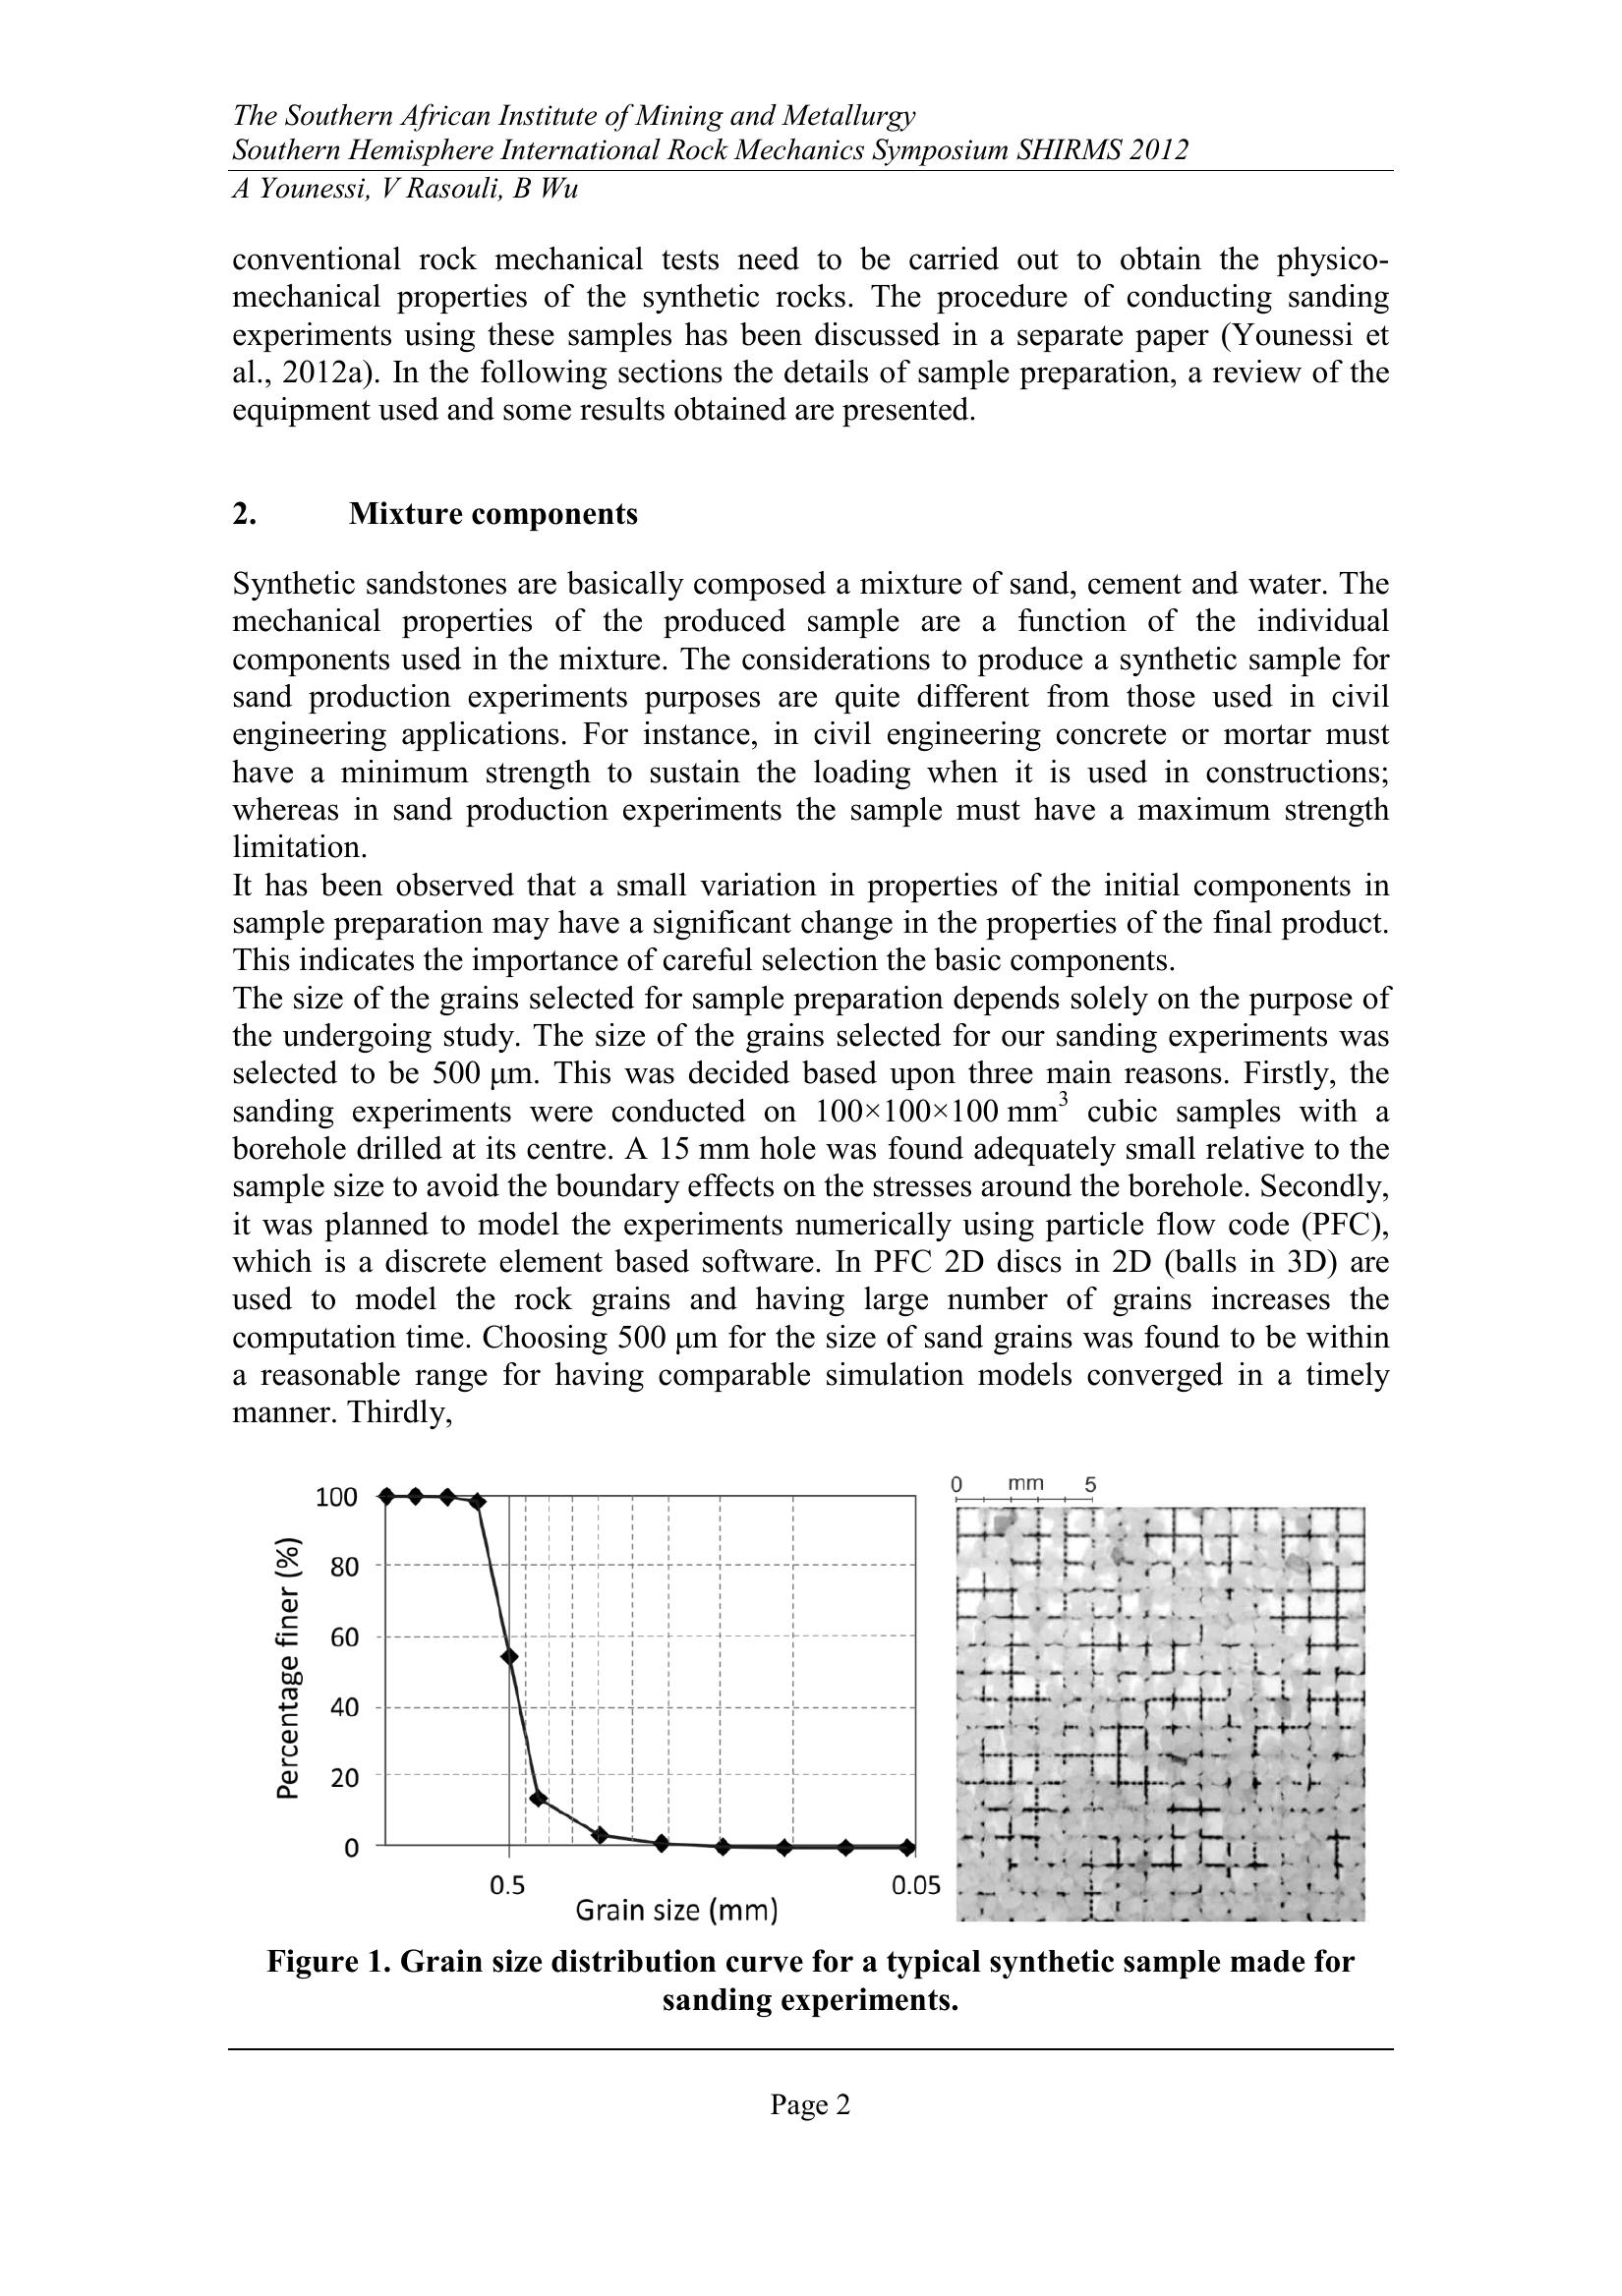 The Southern African Institute of Mining and Metallurgy
Southern Hemisphere International Rock Mechanics Symposium SHIRMS 2012
A Younessi, V Rasouli, B Wu
conventional rock mechanical tests need to be carried out to obtain the physico-
mechanical properties of the synthetic rocks. The procedure of conducting sanding
experiments using these samples has been discussed in a separate paper (Younessi et
al., 2012a). In the following sections the details of sample preparation, a review of the
equipment used and some results obtained are presented.
2. Mixture components
Synthetic sandstones are basically composed a mixture of sand, cement and water. The
mechanical properties of the produced sample are a function of the individual
components used in the mixture. The considerations to produce a synthetic sample for
sand production experiments purposes are quite different from those used in civil
engineering applications. For instance, in civil engineering concrete or mortar must
have a minimum strength to sustain the loading when it is used in constructions;
whereas in sand production experiments the sample must have a maximum strength
limitation.
It has been observed that a small variation in properties of the initial components in
sample preparation may have a significant change in the properties of the final product.
This indicates the importance of careful selection the basic components.
The size of the grains selected for sample preparation depends solely on the purpose of
the undergoing study. The size of the grains selected for our sanding experiments was
selected to be 500 μm. This was decided based upon three main reasons. Firstly, the
sanding experiments were conducted on 100×100×100 mm³ cubic samples with a
borehole drilled at its centre. A 15 mm hole was found adequately small relative to the
sample size to avoid the boundary effects on the stresses around the borehole. Secondly,
it was planned to model the experiments numerically using particle flow code (PFC),
which is a discrete element based software. In PFC 2D discs in 2D (balls in 3D) are
used to model the rock grains and having large number of grains increases the
computation time. Choosing 500 μm for the size of sand grains was found to be within
a reasonable range for having comparable simulation models converged in a timely
manner. Thirdly,
100
80
60
40
20
0
Percentage finer (%)
0.5
0.05
Grain size (mm)
0 mm 5
Figure 1. Grain size distribution curve for a typical synthetic sample made for
sanding experiments.
Page 2